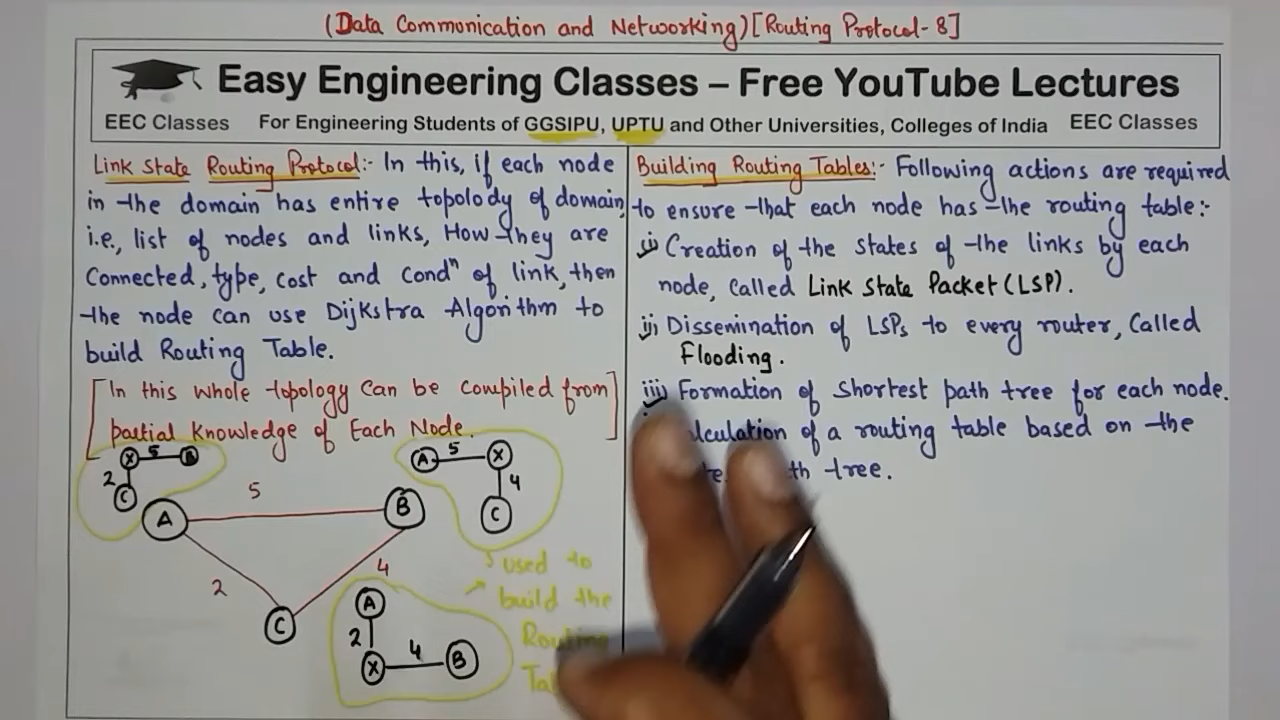 (Data Communication and Networking) [Routing Protocol-8]
Easy Engineering Classes – Free YouTube Lectures
EEC Classes For Engineering Students of GGSIPU, UPTU and Other Universities, Colleges of India EEC Classes
Link State Routing Protocol:- In this, if each node
in the domain has entire topolody of domain,
i.e., list of nodes and links, How they are
Connected, type, cost and Condⁿ of link, then
the node can use Dijkstra Algorithm to
build Routing Table.
[In this whole topology Can be compiled from
partial Knowledge of Each Node.]
X 5 B
2
C
A 5 X
4
C
A 5 B
2 4
C
A
2
X 4 B
used to
build the
Routing
Building Routing Tables:- Following actions are required
to ensure that each node has the routing table:-
i) Creation of the States of the links by each
node, Called Link State Packet (LSP).
ii) Dissemination of LSPs to every router, Called
Flooding.
iii) Formation of Shortest path tree for each node.
of a routing table based on the
tree.